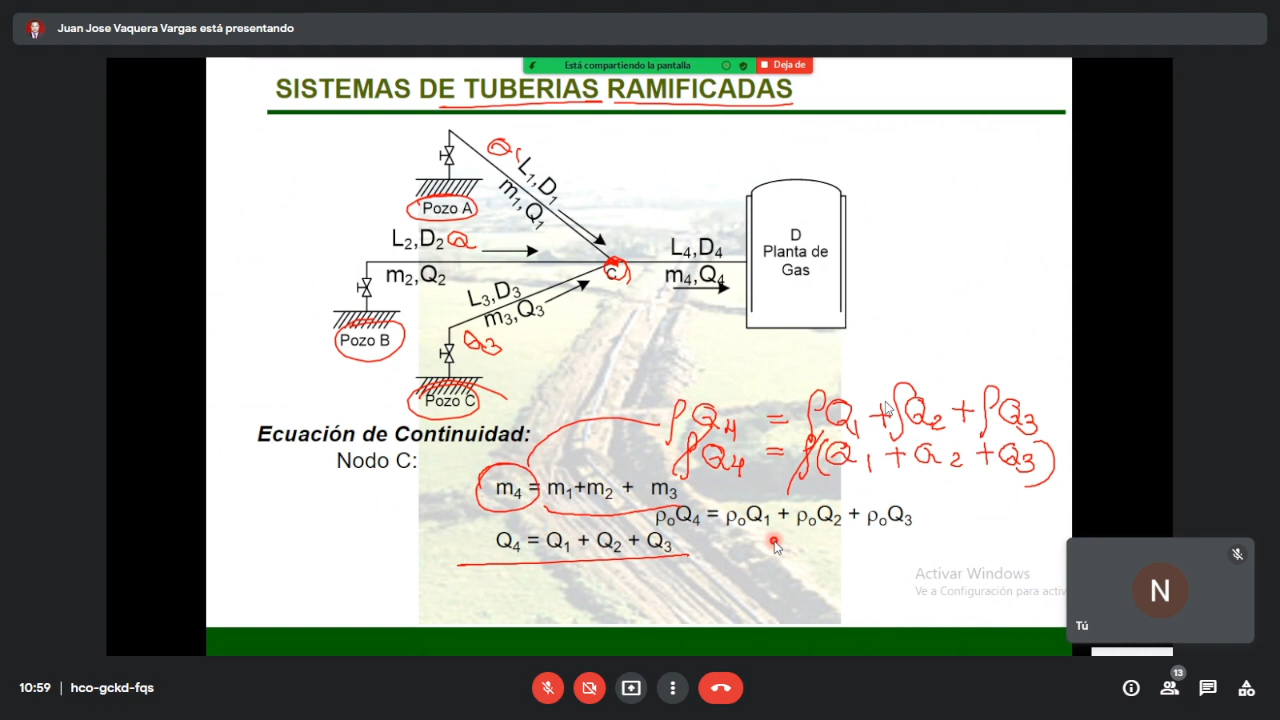 Juan Jose Vaquera Vargas está presentando
Está compartiendo la pantalla
Deja de
SISTEMAS DE TUBERIAS RAMIFICADAS
Q1
L1,D1
m1,Q1
Pozo A
L2,D2 Q
m2,Q2
C
L4,D4
m4,Q4
D
Planta de
Gas
L3,D3
m3,Q3
Q3
Pozo B
Pozo C
ρQ4 = ρQ1 + ρQ2 + ρQ3
ρQ4 = ρ(Q1 + Q2 + Q3)
Ecuación de Continuidad:
Nodo C:
m4 = m1+m2 + m3
ρoQ4 = ρoQ1 + ρoQ2 + ρoQ3
Q4 = Q1 + Q2 + Q3
Activar Windows
Ve a Configuración para activ
N
Tú
10:59 | hco-gckd-fqs
13